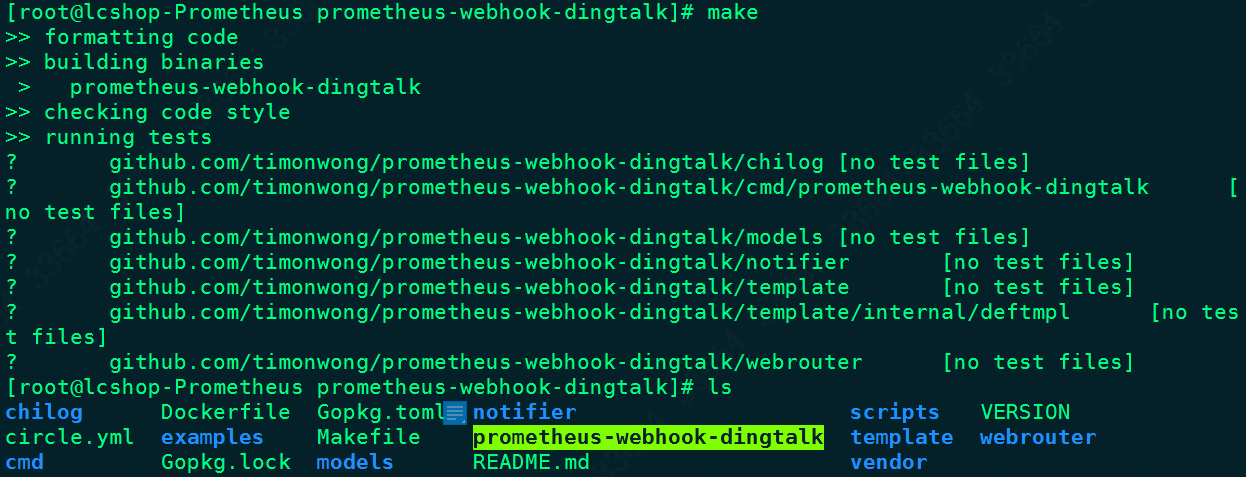 [root@lcshop-Prometheus prometheus-webhook-dingtalk]# make
>> formatting code
>> building binaries
 >   prometheus-webhook-dingtalk
>> checking code style
>> running tests
?       github.com/timonwong/prometheus-webhook-dingtalk/chilog [no test files]
?       github.com/timonwong/prometheus-webhook-dingtalk/cmd/prometheus-webhook-dingtalk      [
no test files]
?       github.com/timonwong/prometheus-webhook-dingtalk/models [no test files]
?       github.com/timonwong/prometheus-webhook-dingtalk/notifier       [no test files]
?       github.com/timonwong/prometheus-webhook-dingtalk/template       [no test files]
?       github.com/timonwong/prometheus-webhook-dingtalk/template/internal/deftmpl      [no tes
t files]
?       github.com/timonwong/prometheus-webhook-dingtalk/webrouter      [no test files]
[root@lcshop-Prometheus prometheus-webhook-dingtalk]# ls
chilog      Dockerfile  Gopkg.toml  notifier                     scripts   VERSION
circle.yml  examples    Makefile    prometheus-webhook-dingtalk  template  webrouter
cmd         Gopkg.lock  models      README.md                    vendor
33664 33664 33664